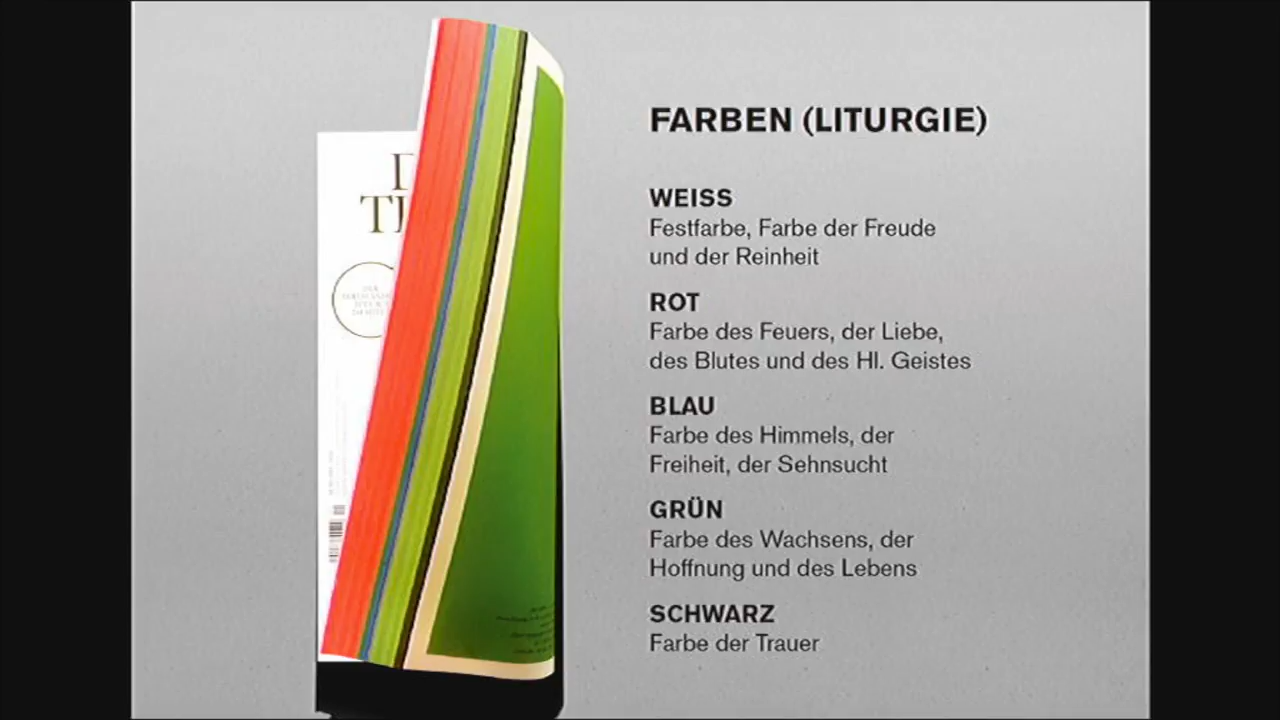 FARBEN (LITURGIE)
WEISS
Festfarbe, Farbe der Freude
und der Reinheit
ROT
Farbe des Feuers, der Liebe,
des Blutes und des Hl. Geistes
BLAU
Farbe des Himmels, der
Freiheit, der Sehnsucht
GRÜN
Farbe des Wachsens, der
Hoffnung und des Lebens
SCHWARZ
Farbe der Trauer